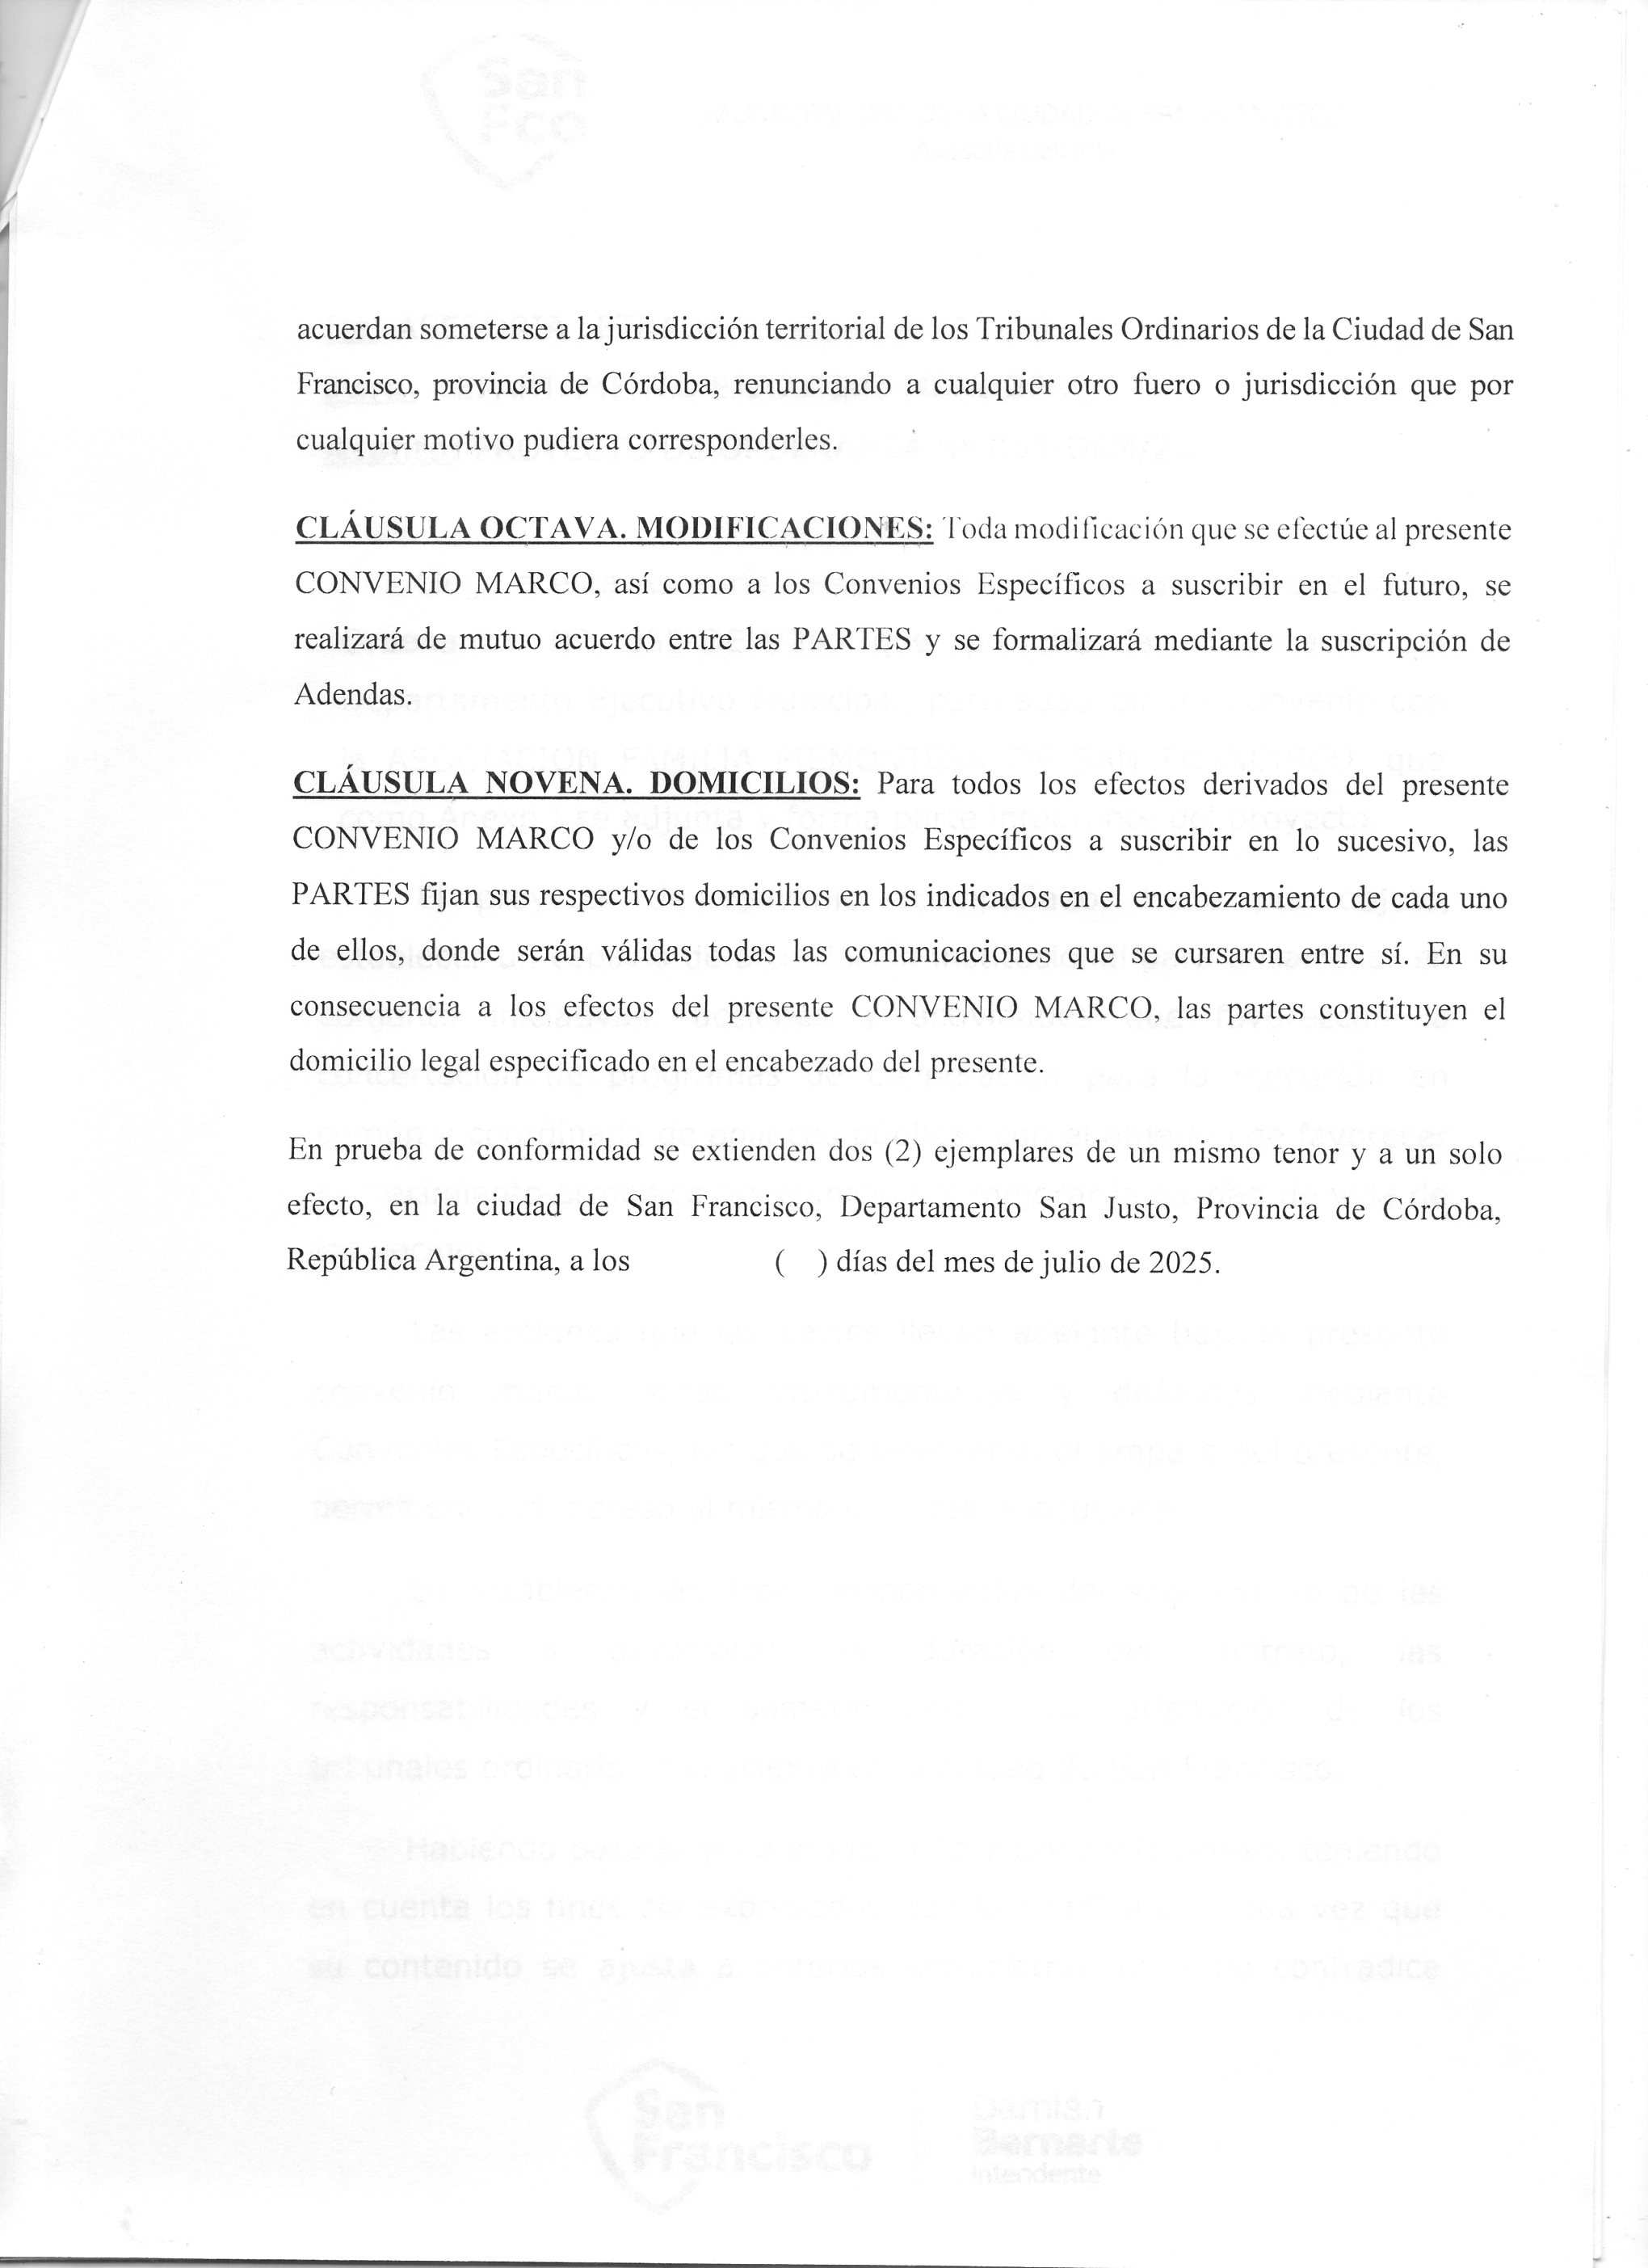 acuerdan someterse a la jurisdicción territorial de los Tribunales Ordinarios de la Ciudad de San
Francisco, provincia de Córdoba, renunciando a cualquier otro fuero o jurisdicción que por
cualquier motivo pudiera corresponderles.
CLÁUSULA OCTAVA. MODIFICACIONES: Toda modificación que se efectúe al presente
CONVENIO MARCO, así como a los Convenios Específicos a suscribir en el futuro, se
realizará de mutuo acuerdo entre las PARTES y se formalizará mediante la suscripción de
Adendas.
CLÁUSULA NOVENA. DOMICILIOS: Para todos los efectos derivados del presente
CONVENIO MARCO y/o de los Convenios Específicos a suscribir en lo sucesivo, las
PARTES fijan sus respectivos domicilios en los indicados en el encabezamiento de cada uno
de ellos, donde serán válidas todas las comunicaciones que se cursaren entre sí. En su
consecuencia a los efectos del presente CONVENIO MARCO, las partes constituyen el
domicilio legal especificado en el encabezado del presente.
En prueba de conformidad se extienden dos (2) ejemplares de un mismo tenor y a un solo
efecto, en la ciudad de San Francisco, Departamento San Justo, Provincia de Córdoba,
República Argentina, a los ( ) días del mes de julio de 2025.
San
Francisco
Damián
Bernarte
Intendente